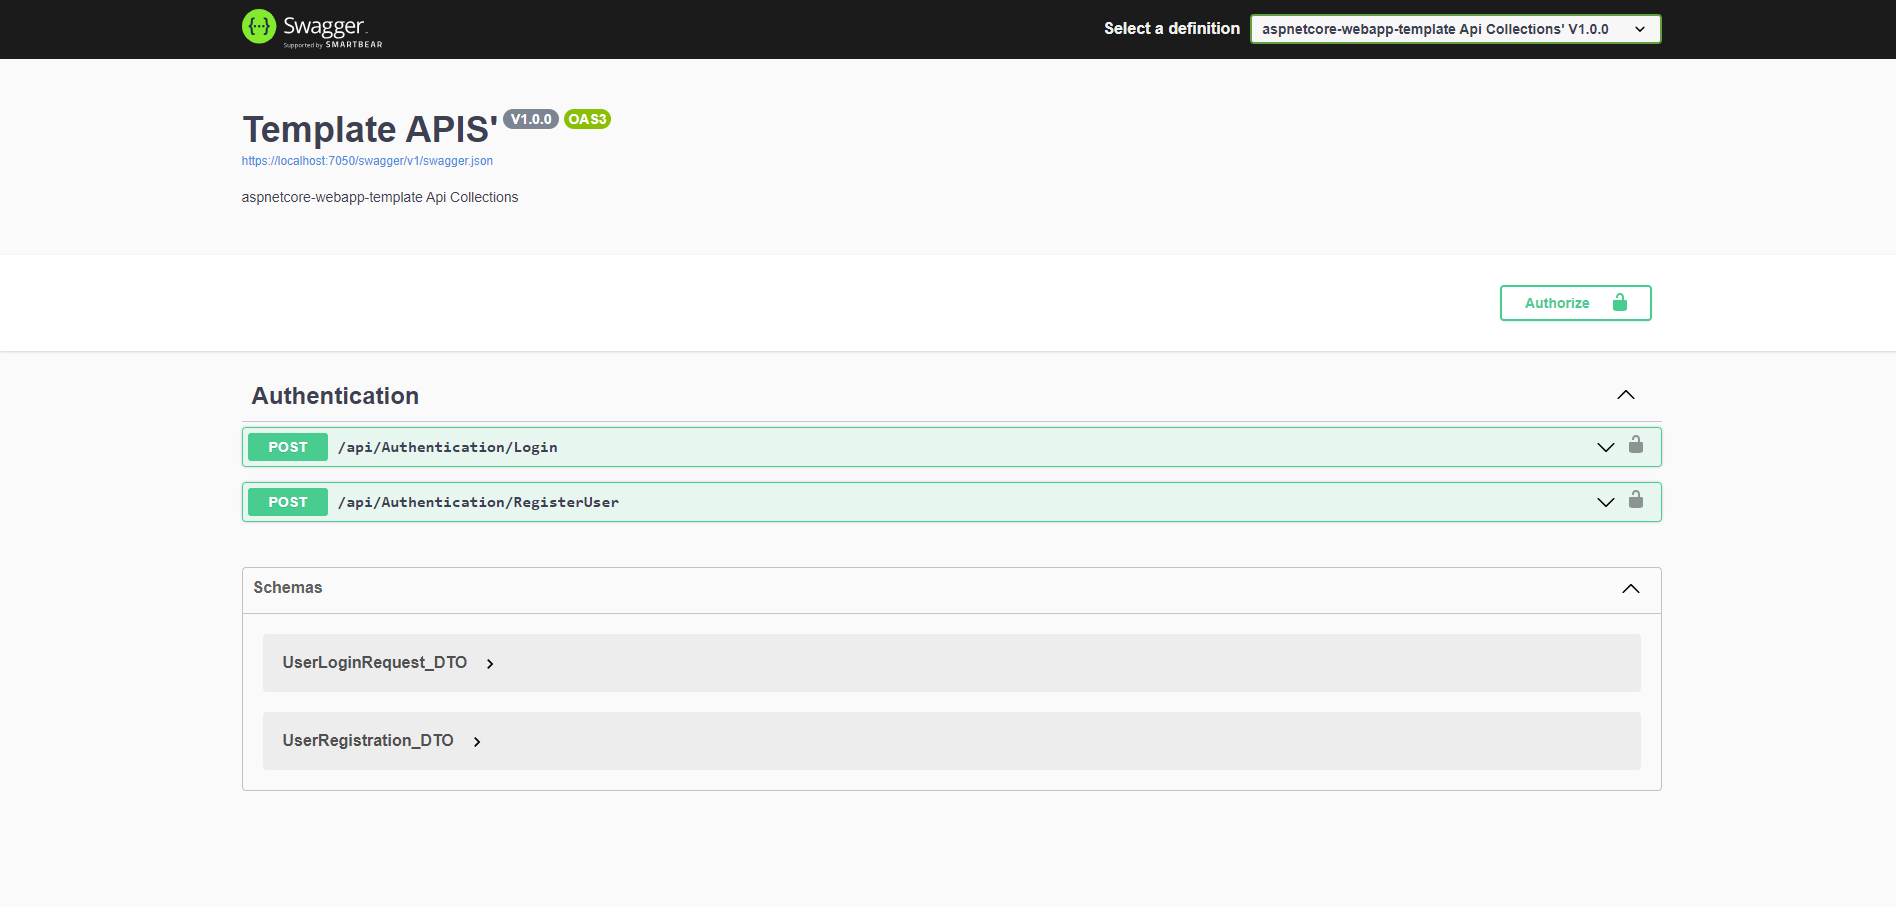 Swagger
Supported by SMARTBEAR
Select a definition
aspnetcore-webapp-template Api Collections' V1.0.0
Template APIS' V1.0.0 OAS3
https://localhost:7050/swagger/v1/swagger.json
aspnetcore-webapp-template Api Collections
Authorize
Authentication
POST /api/Authentication/Login
POST /api/Authentication/RegisterUser
Schemas
UserLoginRequest_DTO
UserRegistration_DTO